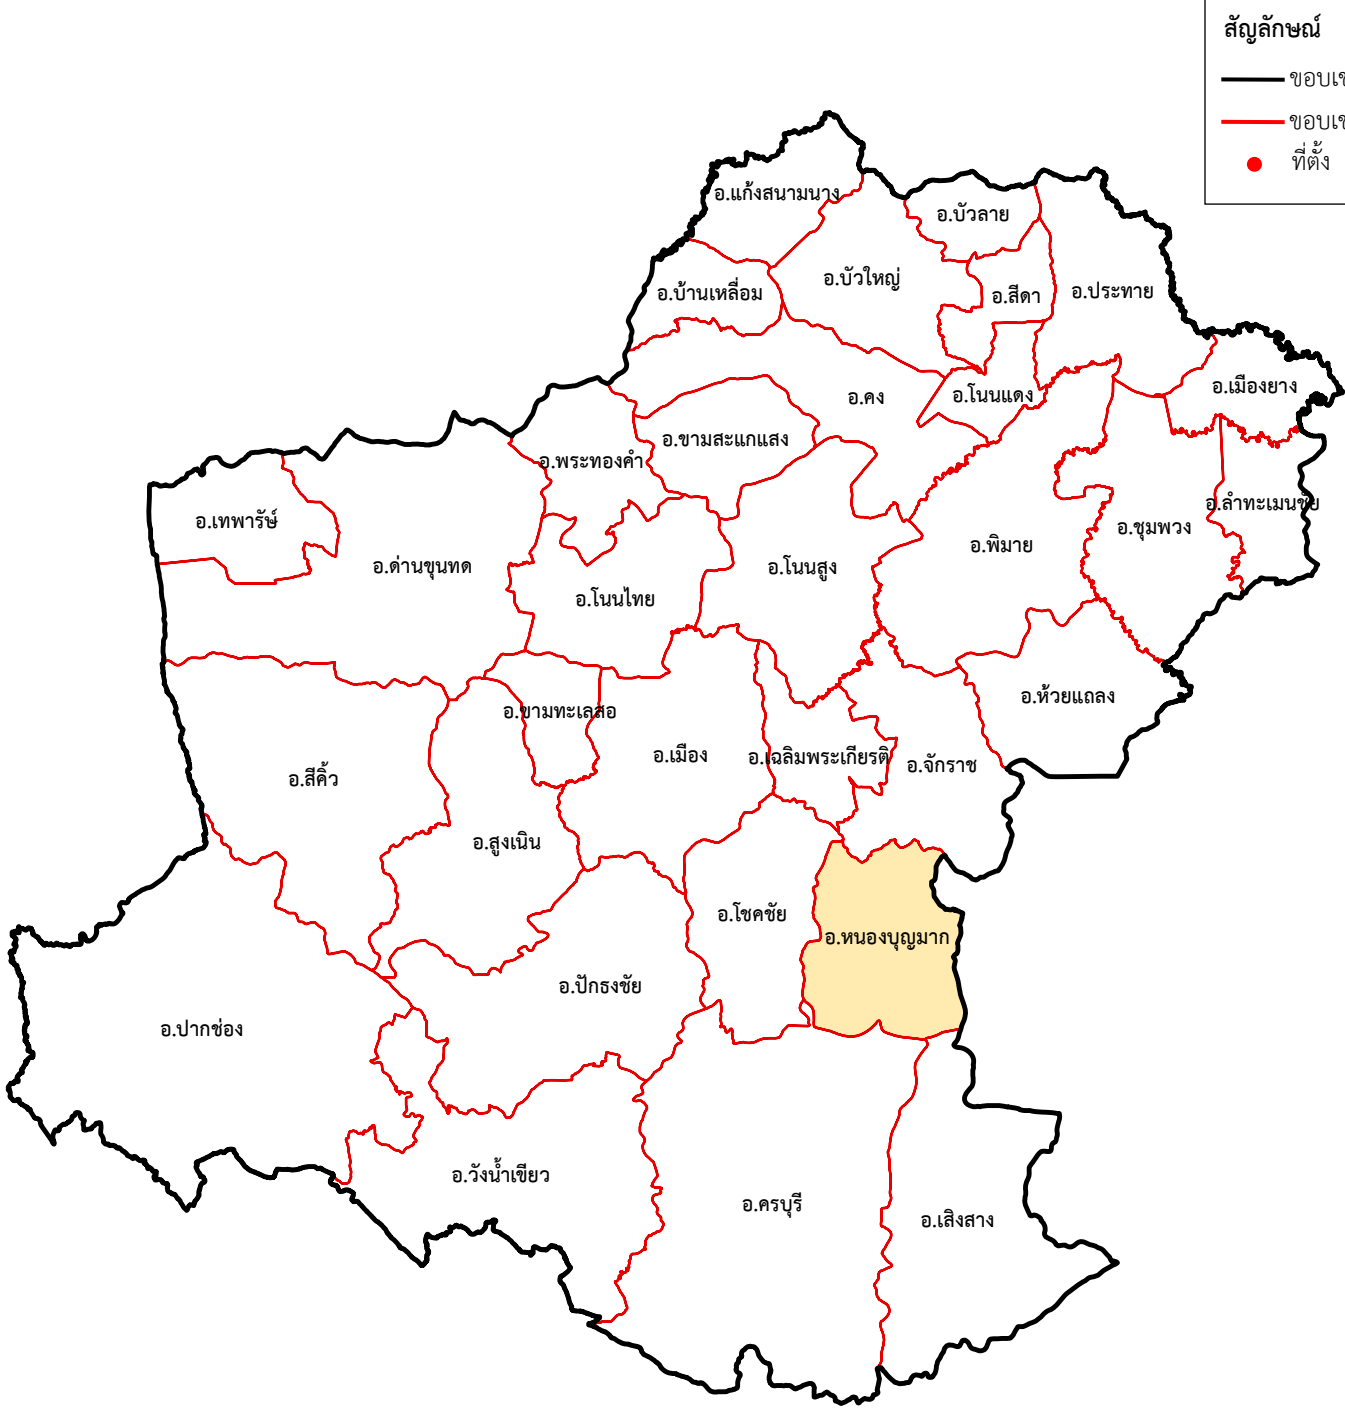 สัญลักษณ์
ขอบเข
ขอบเข
ที่ตั้ง
อ.แก้งสนามนาง
อ.บัวลาย
อ.บัวใหญ่
อ.บ้านเหลื่อม
อ.สีดา
อ.ประทาย
อ.เมืองยาง
อ.คง
อ.โนนแดง
อ.ขามสะแกแสง
อ.พระทองคำ
อ.ลำทะเมนชัย
อ.เทพารัษ์
อ.ชุมพวง
อ.พิมาย
อ.ด่านขุนทด
อ.โนนสูง
อ.โนนไทย
อ.ห้วยแถลง
อ.ขามทะเลสอ
อ.เมือง
อ.เฉลิมพระเกียรติ
อ.จักราช
อ.สีคิ้ว
อ.สูงเนิน
อ.โชคชัย
อ.หนองบุญมาก
อ.ปักธงชัย
อ.ปากช่อง
อ.วังน้ำเขียว
อ.ครบุรี
อ.เสิงสาง